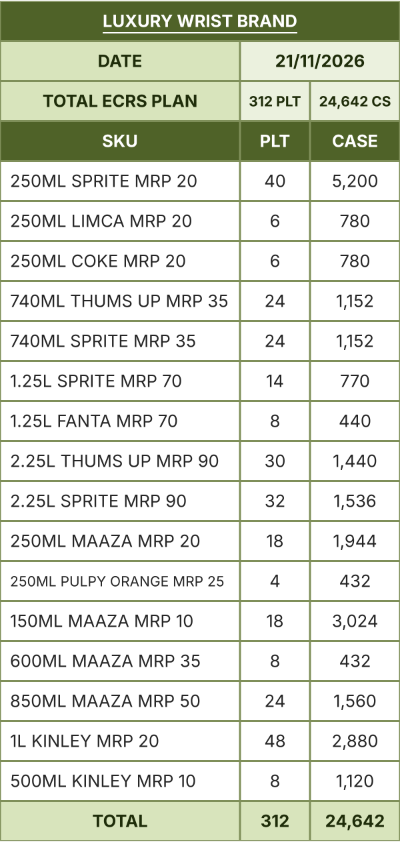 LUXURY WRIST BRAND
DATE 21/11/2026
TOTAL ECRS PLAN 312 PLT 24,642 CS
SKU PLT CASE
250ML SPRITE MRP 20 40 5,200
250ML LIMCA MRP 20 6 780
250ML COKE MRP 20 6 780
740ML THUMS UP MRP 35 24 1,152
740ML SPRITE MRP 35 24 1,152
1.25L SPRITE MRP 70 14 770
1.25L FANTA MRP 70 8 440
2.25L THUMS UP MRP 90 30 1,440
2.25L SPRITE MRP 90 32 1,536
250ML MAAZA MRP 20 18 1,944
250ML PULPY ORANGE MRP 25 4 432
150ML MAAZA MRP 10 18 3,024
600ML MAAZA MRP 35 8 432
850ML MAAZA MRP 50 24 1,560
1L KINLEY MRP 20 48 2,880
500ML KINLEY MRP 10 8 1,120
TOTAL 312 24,642